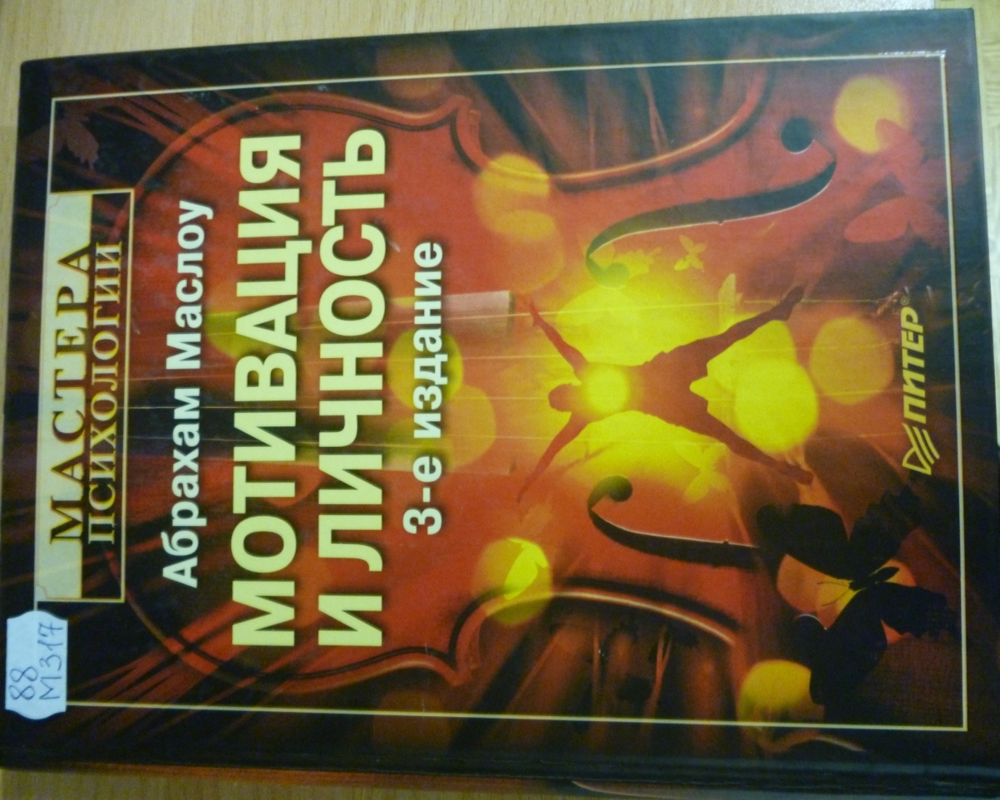 88
М317
МАСТЕРА
ПСИХОЛОГИИ
Абрахам Маслоу
МОТИВАЦИЯ
И ЛИЧНОСТЬ
3-е издание
ПИТЕР®